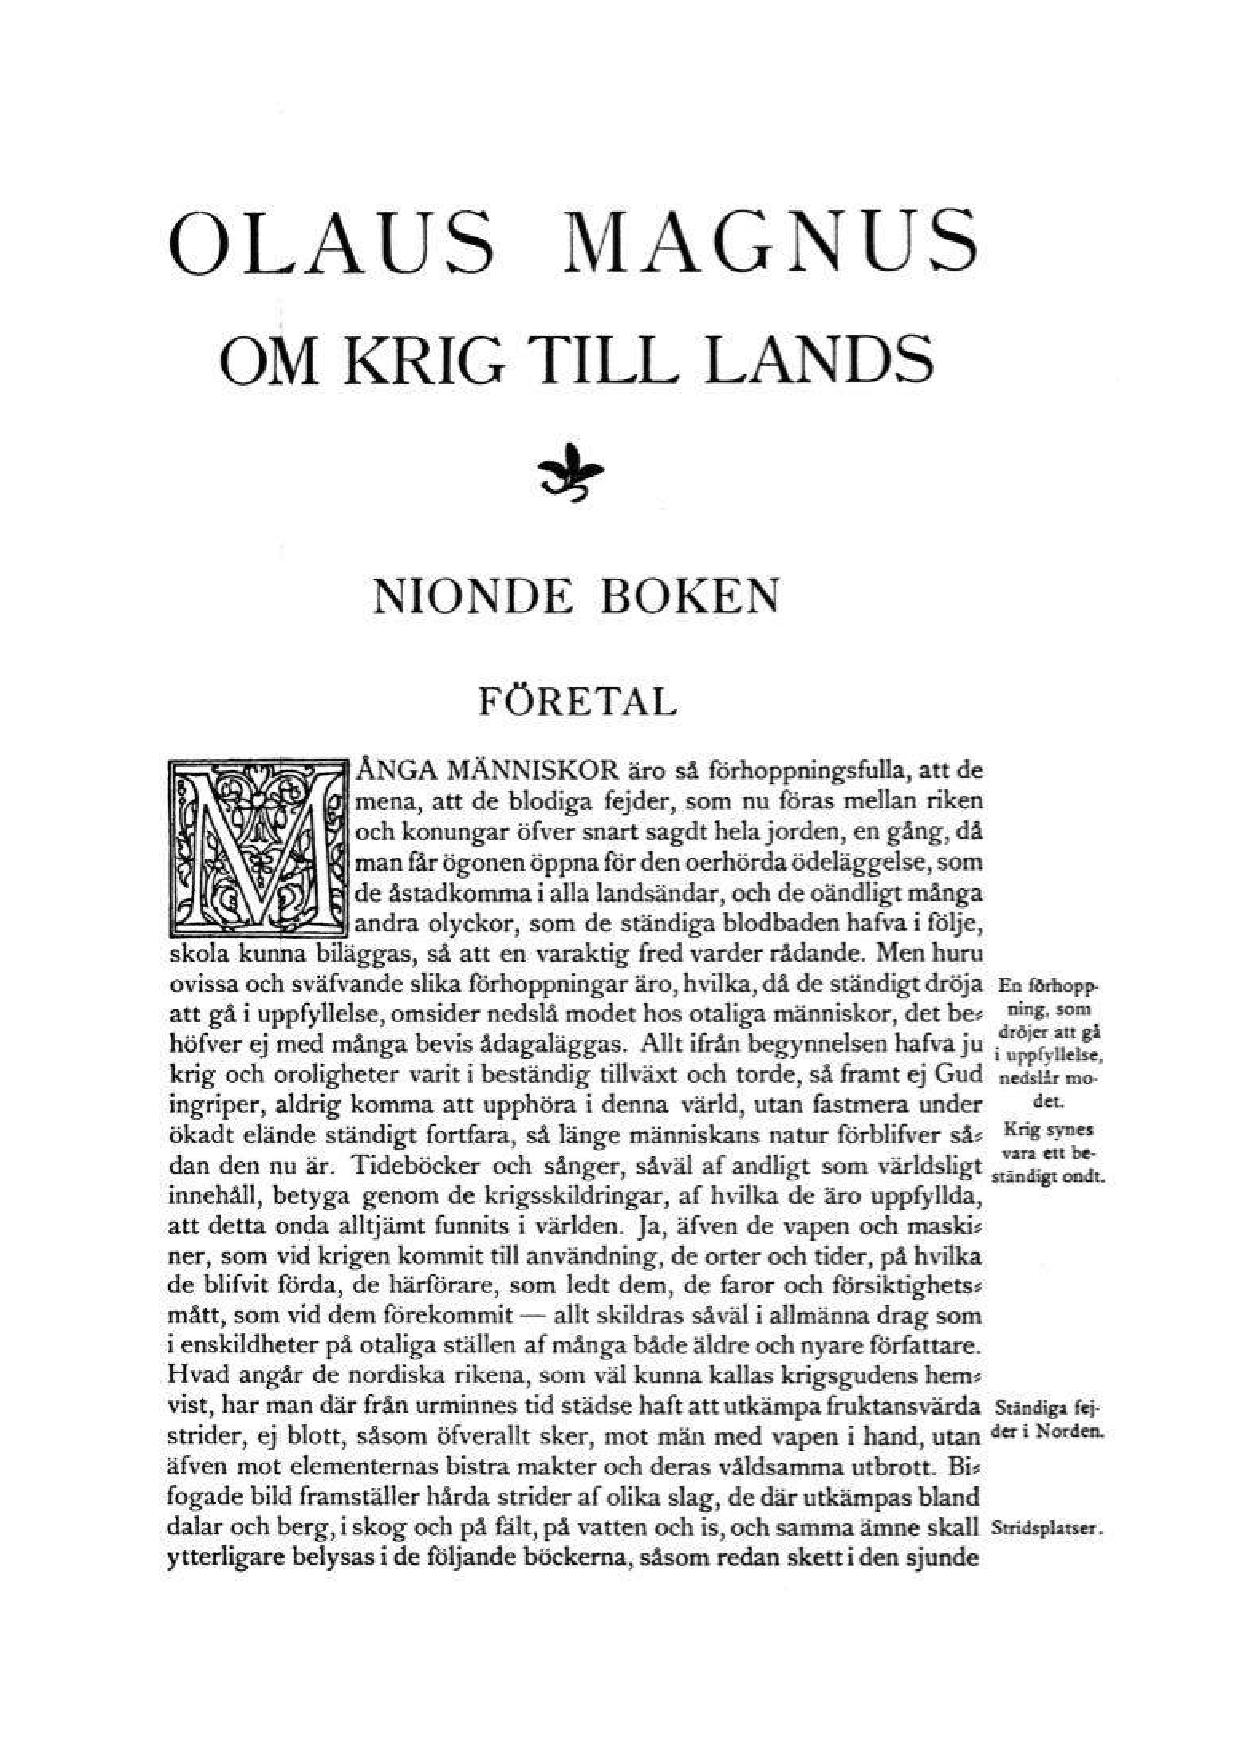 OLAUS MAGNUS
OM KRIG TILL LANDS
NIONDE BOKEN
FÖRETAL
MÅNGA MÄNNISKOR äro så förhoppningsfulla, att de
mena, att de blodiga fejder, som nu föras mellan riken
och konungar öfver snart sagdt hela jorden, en gång, då
man får ögonen öppna för den oerhörda ödeläggelse, som
de åstadkomma i alla landsändar, och de oändligt många
andra olyckor, som de ständiga blodbaden hafva i följe,
skola kunna biläggas, så att en varaktig fred varder rådande. Men huru
ovissa och sväfvande slika förhoppningar äro, hvilka, då de ständigt dröja
att gå i uppfyllelse, omsider nedslå modet hos otaliga människor, det be⸗
höfver ej med många bevis ådagaläggas. Allt ifrån begynnelsen hafva ju
krig och oroligheter varit i beständig tillväxt och torde, så framt ej Gud
ingriper, aldrig komma att upphöra i denna värld, utan fastmera under
ökadt elände ständigt fortfara, så länge människans natur förblifver så⸗
dan den nu är. Tideböcker och sånger, såväl af andligt som världsligt
innehåll, betyga genom de krigsskildringar, af hvilka de äro uppfyllda,
att detta onda alltjämt funnits i världen. Ja, äfven de vapen och maski⸗
ner, som vid krigen kommit till användning, de orter och tider, på hvilka
de blifvit förda, de härförare, som ledt dem, de faror och försiktighets⸗
mått, som vid dem förekommit — allt skildras såväl i allmänna drag som
i enskildheter på otaliga ställen af många både äldre och nyare författare.
Hvad angår de nordiska rikena, som väl kunna kallas krigsgudens hem⸗
vist, har man där från urminnes tid städse haft att utkämpa fruktansvärda
strider, ej blott, såsom öfverallt sker, mot män med vapen i hand, utan
äfven mot elementernas bistra makter och deras våldsamma utbrott. Bi⸗
fogade bild framställer hårda strider af olika slag, de där utkämpas bland
dalar och berg, i skog och på fält, på vatten och is, och samma ämne skall
ytterligare belysas i de följande böckerna, såsom redan skett i den sjunde
En förhopp-
ning, som
dröjer att gå
i uppfyllelse,
nedslår mo-
det.
Krig synes
vara ett be-
ständigt ondt.
Ständiga fej-
der i Norden.
Stridsplatser.